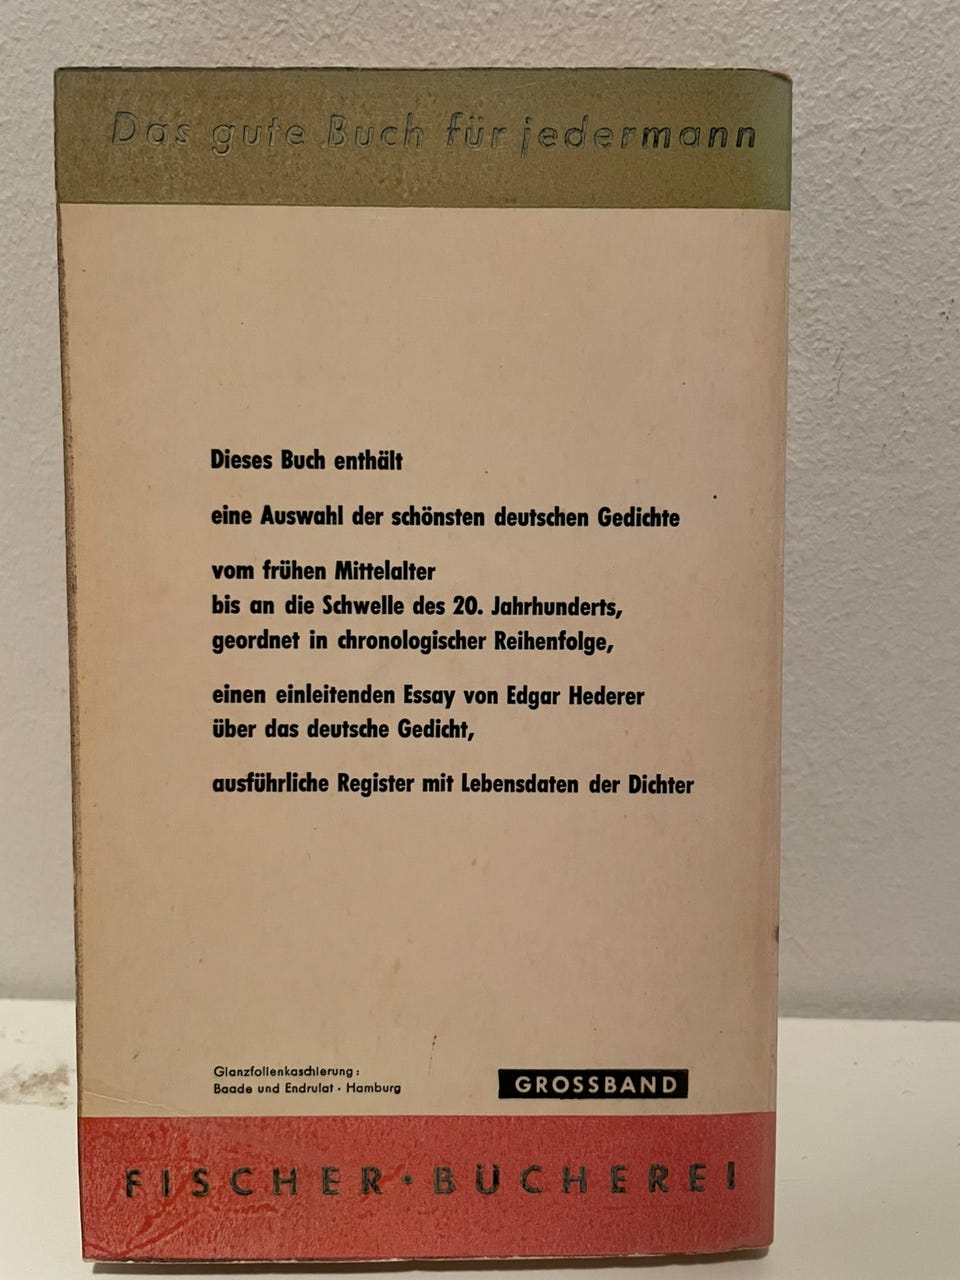 Das gute Buch für jedermann
Dieses Buch enthält
eine Auswahl der schönsten deutschen Gedichte
vom frühen Mittelalter
bis an die Schwelle des 20. Jahrhunderts,
geordnet in chronologischer Reihenfolge,
einen einleitenden Essay von Edgar Hederer
über das deutsche Gedicht,
ausführliche Register mit Lebensdaten der Dichter
Glanzfolienkaschierung:
Baade und Endrulat · Hamburg
GROSSBAND
FISCHER · BÜCHEREI